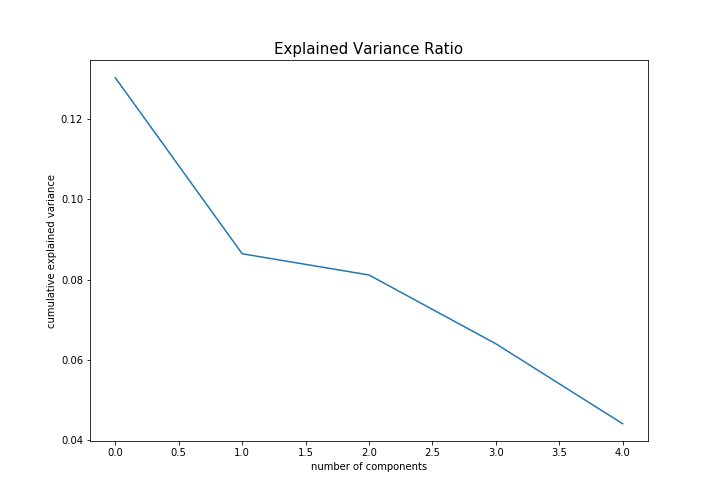 Explained Variance Ratio
cumulative explained variance
0.12
0.10
0.08
0.06
0.04
0.0 0.5 1.0 1.5 2.0 2.5 3.0 3.5 4.0
number of components